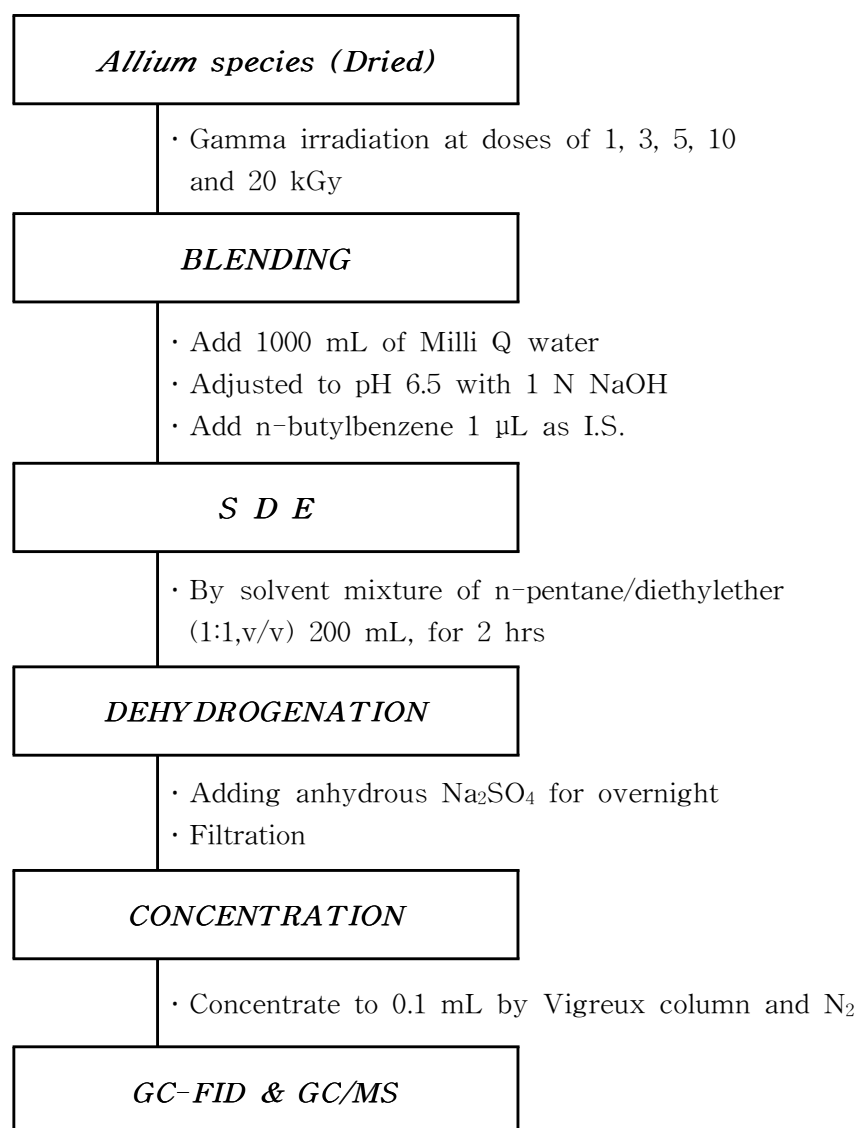 Allium species (Dried)
· Gamma irradiation at doses of 1, 3, 5, 10
and 20 kGy
BLENDING
· Add 1000 mL of Milli Q water
· Adjusted to pH 6.5 with 1 N NaOH
· Add n-butylbenzene 1 μL as I.S.
S D E
· By solvent mixture of n-pentane/diethylether
(1:1,v/v) 200 mL, for 2 hrs
DEHYDROGENATION
· Adding anhydrous Na₂SO₄ for overnight
· Filtration
CONCENTRATION
· Concentrate to 0.1 mL by Vigreux column and N₂
GC-FID & GC/MS